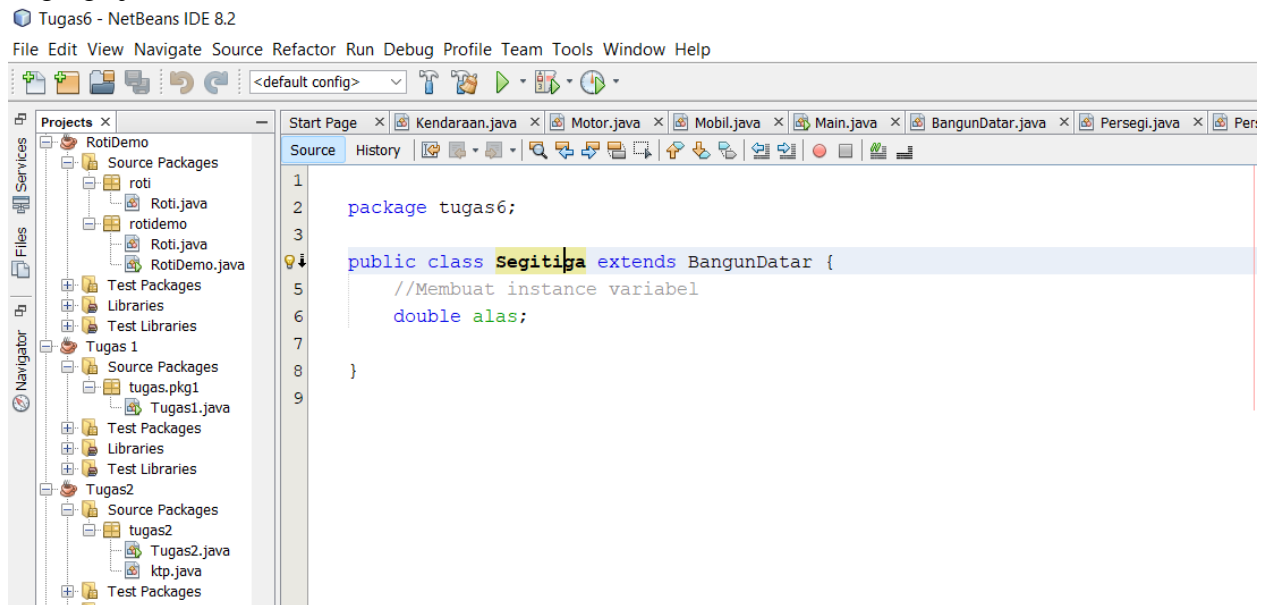 Tugas6 - NetBeans IDE 8.2
File Edit View Navigate Source Refactor Run Debug Profile Team Tools Window Help
<default config>
Projects
Start Page Kendaraan.java Motor.java Mobil.java Main.java BangunDatar.java Persegi.java
Source History
Services
Files
Navigator
RotiDemo
Source Packages
roti
Roti.java
rotidemo
Roti.java
RotiDemo.java
Test Packages
Libraries
Test Libraries
Tugas 1
Source Packages
tugas.pkg1
Tugas1.java
Test Packages
Libraries
Test Libraries
Tugas2
Source Packages
tugas2
Tugas2.java
ktp.java
Test Packages
1
2 package tugas6;
3
public class Segitiga extends BangunDatar {
5 //Membuat instance variabel
6 double alas;
7
8 }
9